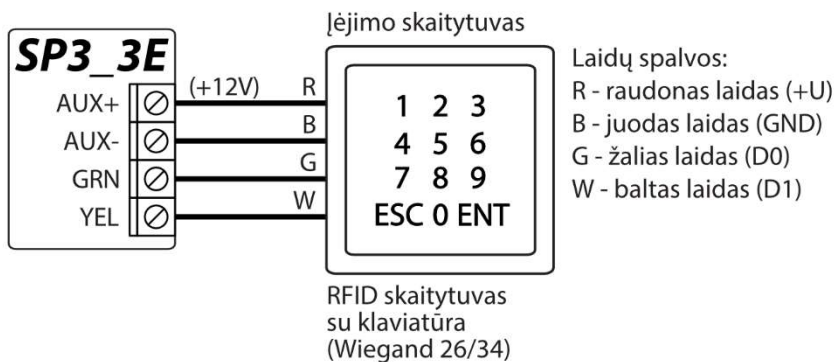 Įėjimo skaitytuvas
SP3_3E
AUX+ (+12V) R
AUX- B
GRN G
YEL W
1 2 3
4 5 6
7 8 9
ESC 0 ENT
RFID skaitytuvas
su klaviatūra
(Wiegand 26/34)
Laidų spalvos:
R - raudonas laidas (+U)
B - juodas laidas (GND)
G - žalias laidas (D0)
W - baltas laidas (D1)